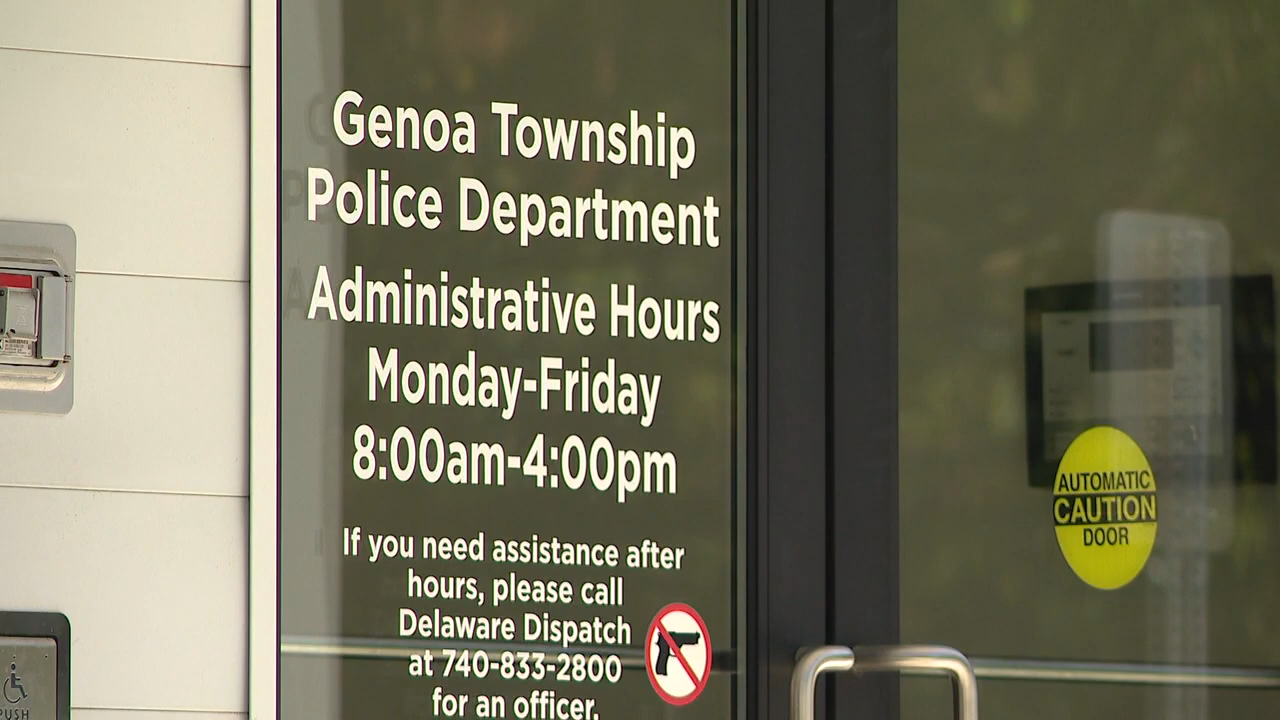 Genoa Township
Police Department
Administrative Hours
Monday-Friday
8:00am-4:00pm
If you need assistance after
hours, please call
Delaware Dispatch
at 740-833-2800
for an officer.
AUTOMATIC
CAUTION
DOOR
PUSH